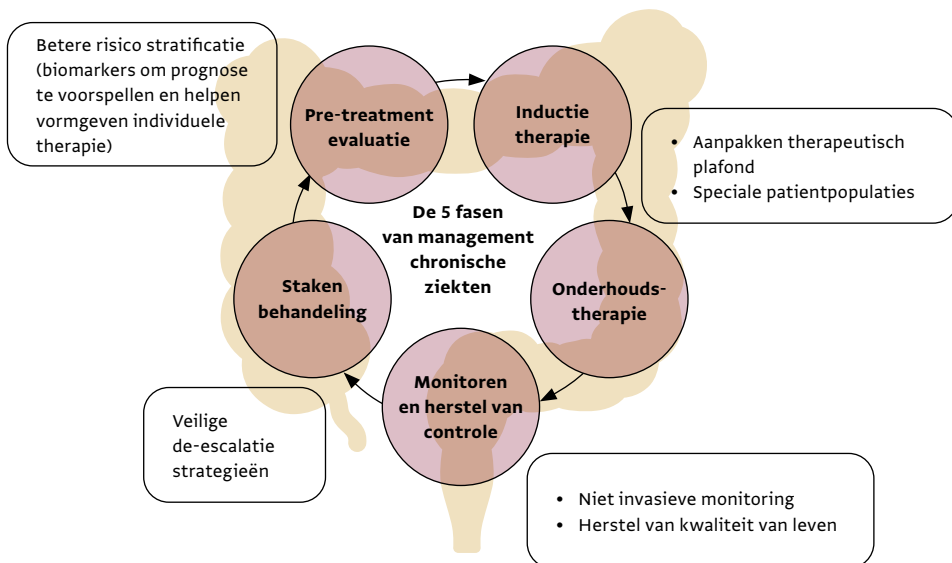 Betere risico stratificatie
(biomarkers om prognose
te voorspellen en helpen
vormgeven individuele
therapie)
Pre-treatment
evaluatie
Inductie
therapie
• Aanpakken therapeutisch
plafond
• Speciale patientpopulaties
De 5 fasen
van management
chronische
ziekten
Staken
behandeling
Onderhouds-
therapie
Monitoren
en herstel van
controle
Veilige
de-escalatie
strategieën
• Niet invasieve monitoring
• Herstel van kwaliteit van leven